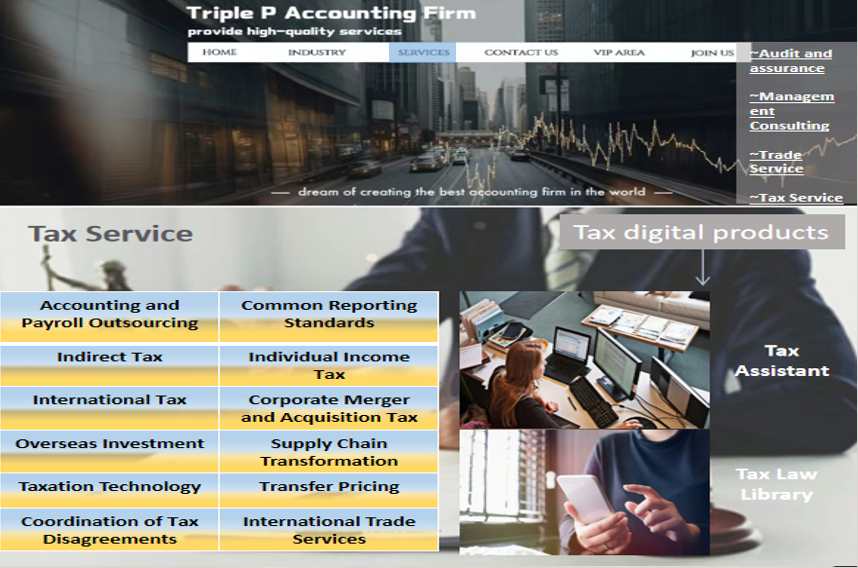 Triple P Accounting Firm
provide high-quality services
HOME INDUSTRY SERVICES CONTACT US VIP AREA JOIN US
~Audit and
assurance
~Managem
ent
Consulting
~Trade
Service
~Tax Service
dream of creating the best accounting firm in the world
Tax Service
Tax digital products
Accounting and
Payroll Outsourcing
Common Reporting
Standards
Indirect Tax
Individual Income
Tax
International Tax
Corporate Merger
and Acquisition Tax
Overseas Investment
Supply Chain
Transformation
Taxation Technology
Transfer Pricing
Coordination of Tax
Disagreements
International Trade
Services
Tax
Assistant
Tax Law
Library